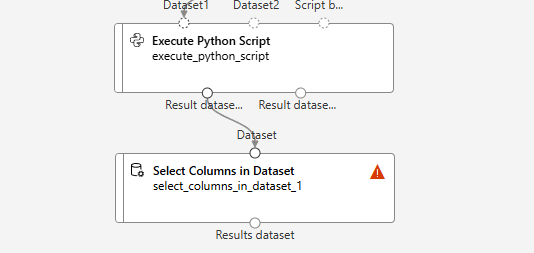 Dataset1 Dataset2 Script b...
Execute Python Script
execute_python_script
Result datase... Result datase...
Dataset
Select Columns in Dataset
select_columns_in_dataset_1
Results dataset